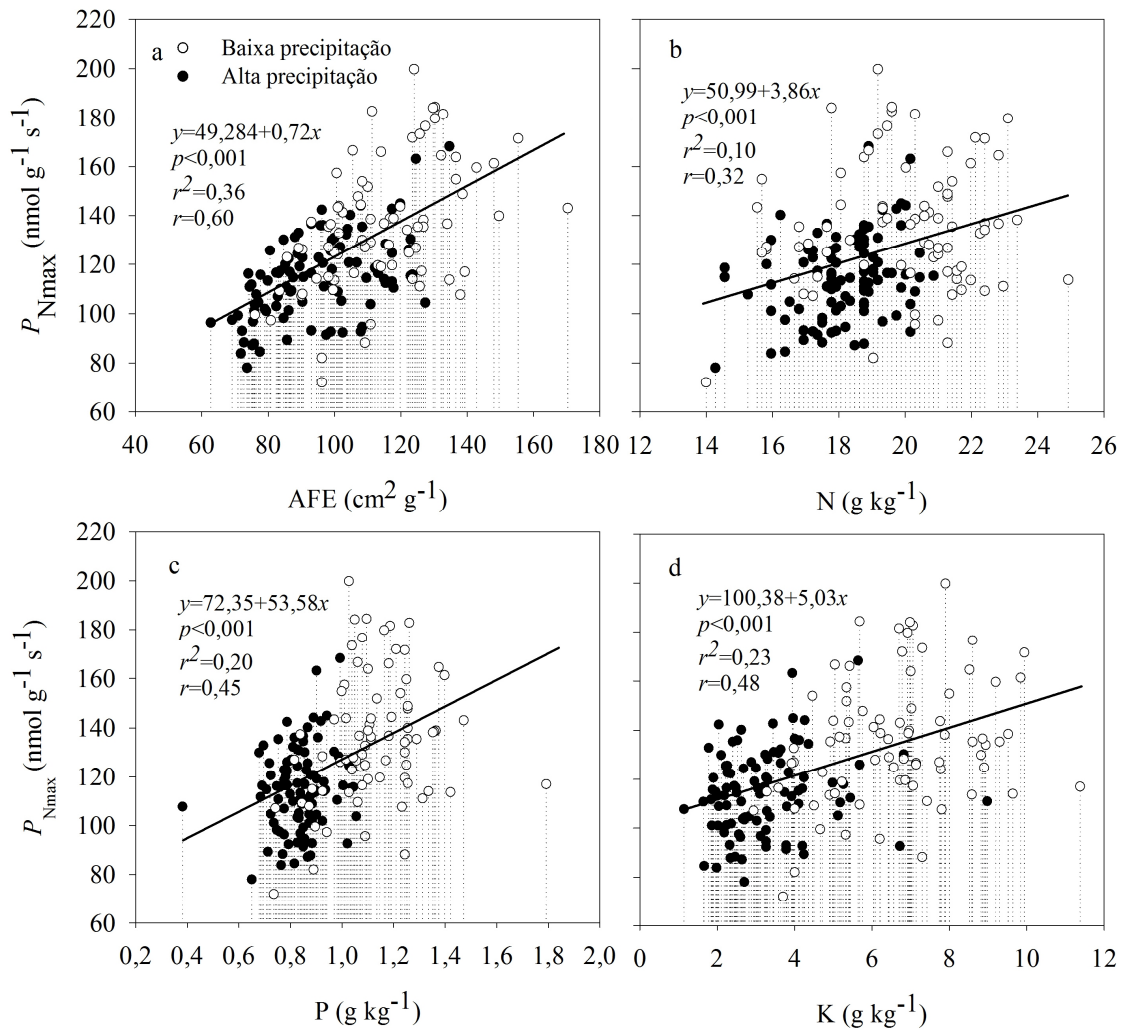 220
200
180
160
140
120
100
80
60
P Nmax (nmol g⁻¹ s⁻¹)
a
Baixa precipitação
Alta precipitação
y=49,284+0,72x
p<0,001
r²=0,36
r=0,60
40 60 80 100 120 140 160 180
AFE (cm² g⁻¹)
b
y=50,99+3,86x
p<0,001
r²=0,10
r=0,32
12 14 16 18 20 22 24 26
N (g kg⁻¹)
220
200
180
160
140
120
100
80
60
P Nmax (nmol g⁻¹ s⁻¹)
c
y=72,35+53,58x
p<0,001
r²=0,20
r=0,45
0,2 0,4 0,6 0,8 1,0 1,2 1,4 1,6 1,8 2,0
P (g kg⁻¹)
d
y=100,38+5,03x
p<0,001
r²=0,23
r=0,48
0 2 4 6 8 10 12
K (g kg⁻¹)